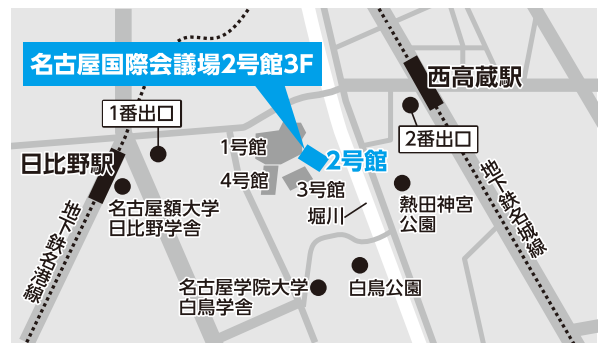 名古屋国際会議場2号館3F
西高蔵駅
1番出口
2番出口
1号館
2号館
日比野駅
4号館
3号館
堀川
熱田神宮
公園
名古屋額大学
日比野学舎
地下鉄名港線
地下鉄名城線
名古屋学院大学
白鳥学舎
白鳥公園